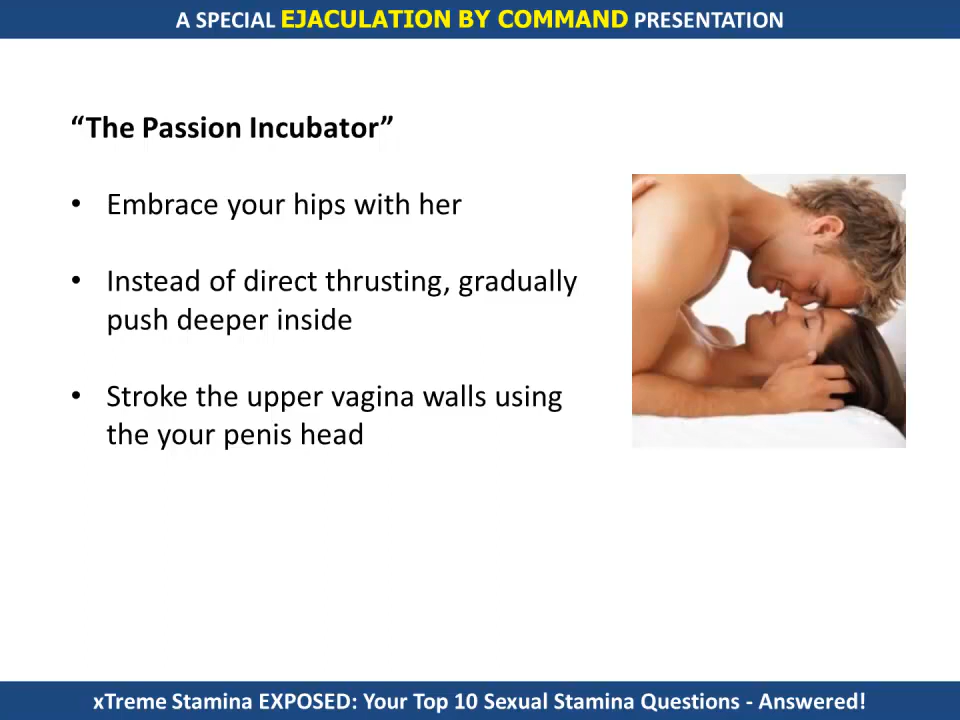 A SPECIAL EJACULATION BY COMMAND PRESENTATION
“The Passion Incubator”
• Embrace your hips with her
• Instead of direct thrusting, gradually
push deeper inside
• Stroke the upper vagina walls using
the your penis head
xTreme Stamina EXPOSED: Your Top 10 Sexual Stamina Questions - Answered!